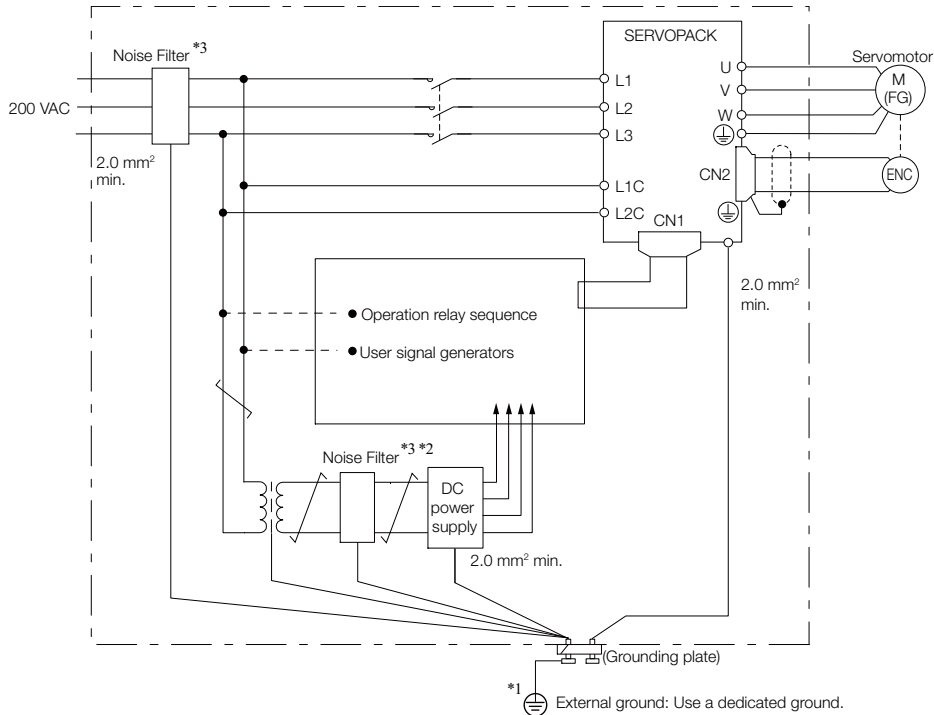 SERVOPACK
Noise Filter *3
Servomotor
U
M
(FG)
L1
V
200 VAC
L2
W
L3
2.0 mm²
min.
CN2
ENC
L1C
L2C
CN1
2.0 mm²
min.
Operation relay sequence
User signal generators
Noise Filter *3 *2
DC
power
supply
2.0 mm² min.
(Grounding plate)
*1
External ground: Use a dedicated ground.